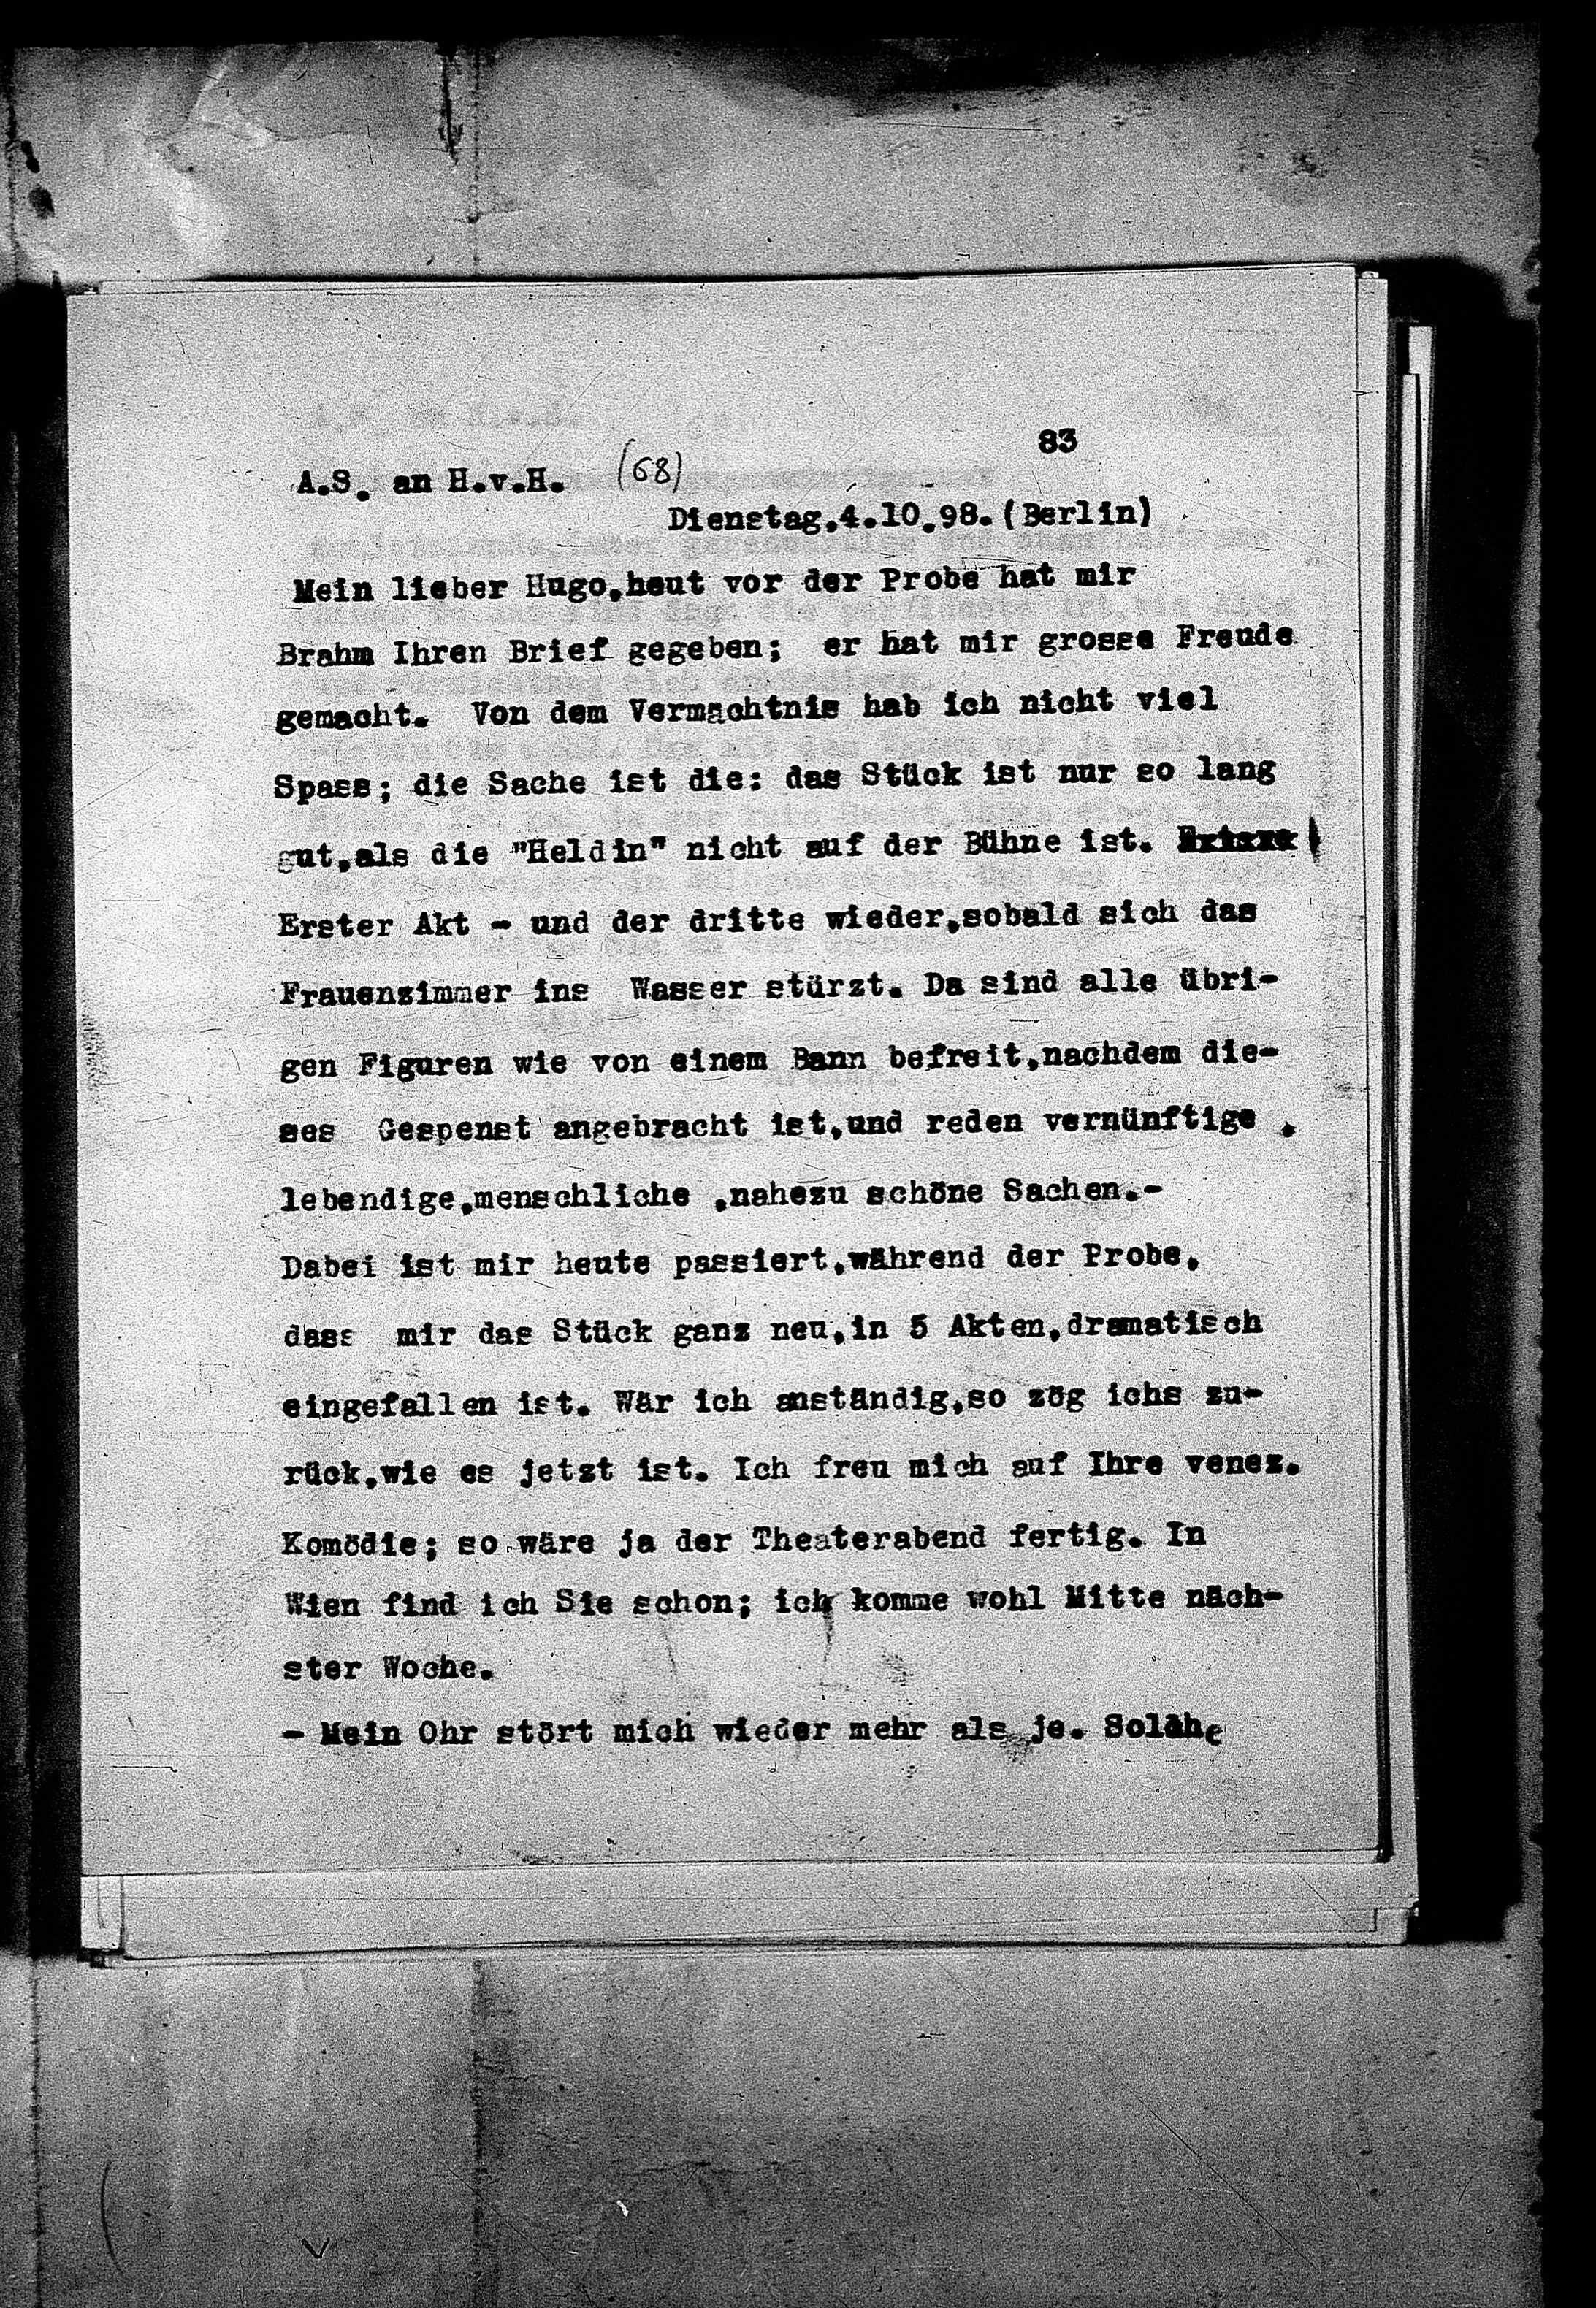 83
A.S. an H.v.H. (68)
Dienstag,4.10.98.(Berlin)
Mein lieber Hugo,heut vor der Probe hat mir
Brahm Ihren Brief gegeben; er hat mir grosse Freude
gemacht. Von dem Vermachtnis hab ich nicht viel
Spass; die Sache ist die: das Stück ist nur so lang
gut,als die "Heldin" nicht auf der Bühne ist.
Erster Akt - und der dritte wieder,sobald sich das
Frauenzimmer ins Wasser stürzt. Da sind alle übri-
gen Figuren wie von einem Bann befreit,nachdem die-
ses Gespenst angebracht ist,und reden vernünftige ,
lebendige,menschliche ,nahezu schöne Sachen.-
Dabei ist mir heute passiert,während der Probe,
dass mir das Stück ganz neu,in 5 Akten,dramatisch
eingefallen ist. Wär ich anständig,so zög ichs zu-
rück,wie es jetzt ist. Ich freu mich auf Ihre venez.
Komödie; so wäre ja der Theaterabend fertig. In
Wien find ich Sie schon; ich komme wohl Mitte näch-
ster Woche.
- Mein Ohr stört mich wieder mehr als je.